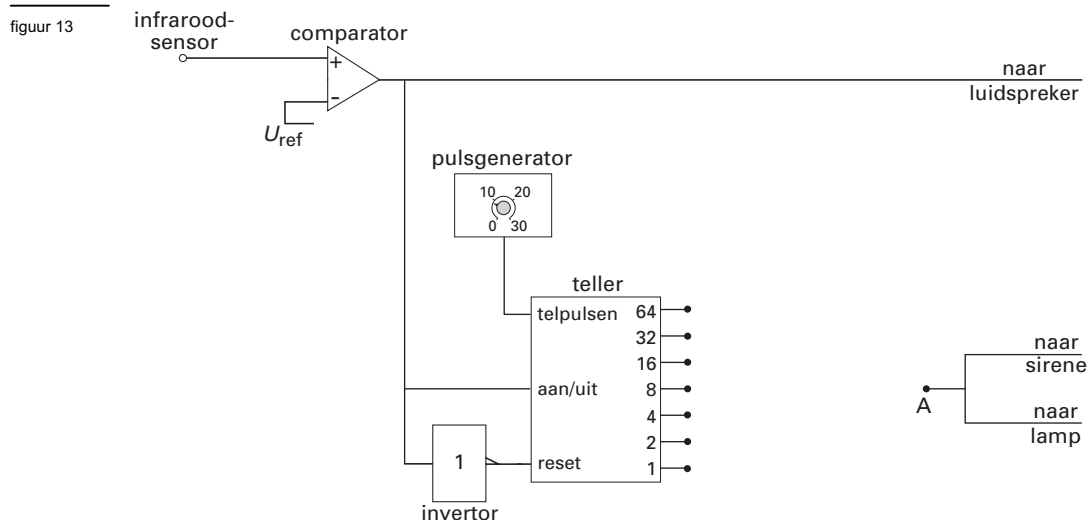 figuur 13
infrarood-
sensor
comparator
+
-
Uref
naar
luidspreker
pulsgenerator
10 20
0 30
teller
telpulsen
aan/uit
reset
64
32
16
8
4
2
1
1
invertor
A
naar
sirene
naar
lamp